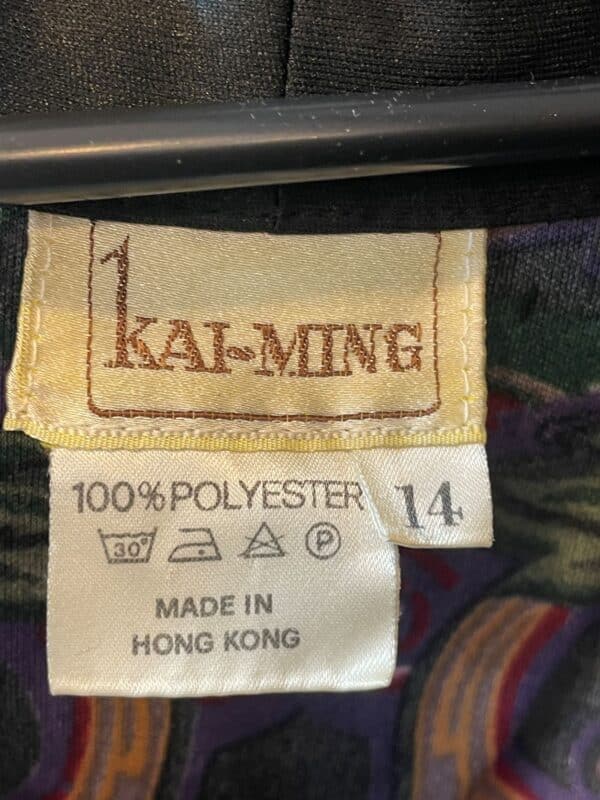 KAI-MING
100% POLYESTER
14
30°
P
MADE IN
HONG KONG